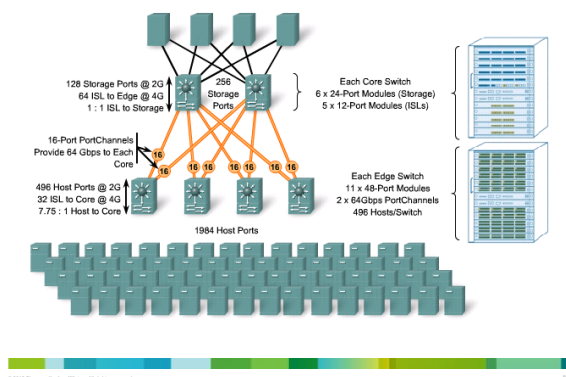 128 Storage Ports @ 2G
64 ISL to Edge @ 4G
1 : 1 ISL to Storage
256
Storage
Ports
Each Core Switch
6 x 24-Port Modules (Storage)
5 x 12-Port Modules (ISLs)
16-Port PortChannels
Provide 64 Gbps to Each
Core
16
16
16
16
16
16
16
16
496 Host Ports @ 2G
32 ISL to Core @ 4G
7.75 : 1 Host to Core
Each Edge Switch
11 x 48-Port Modules
2 x 64Gbps PortChannels
496 Hosts/Switch
1984 Host Ports